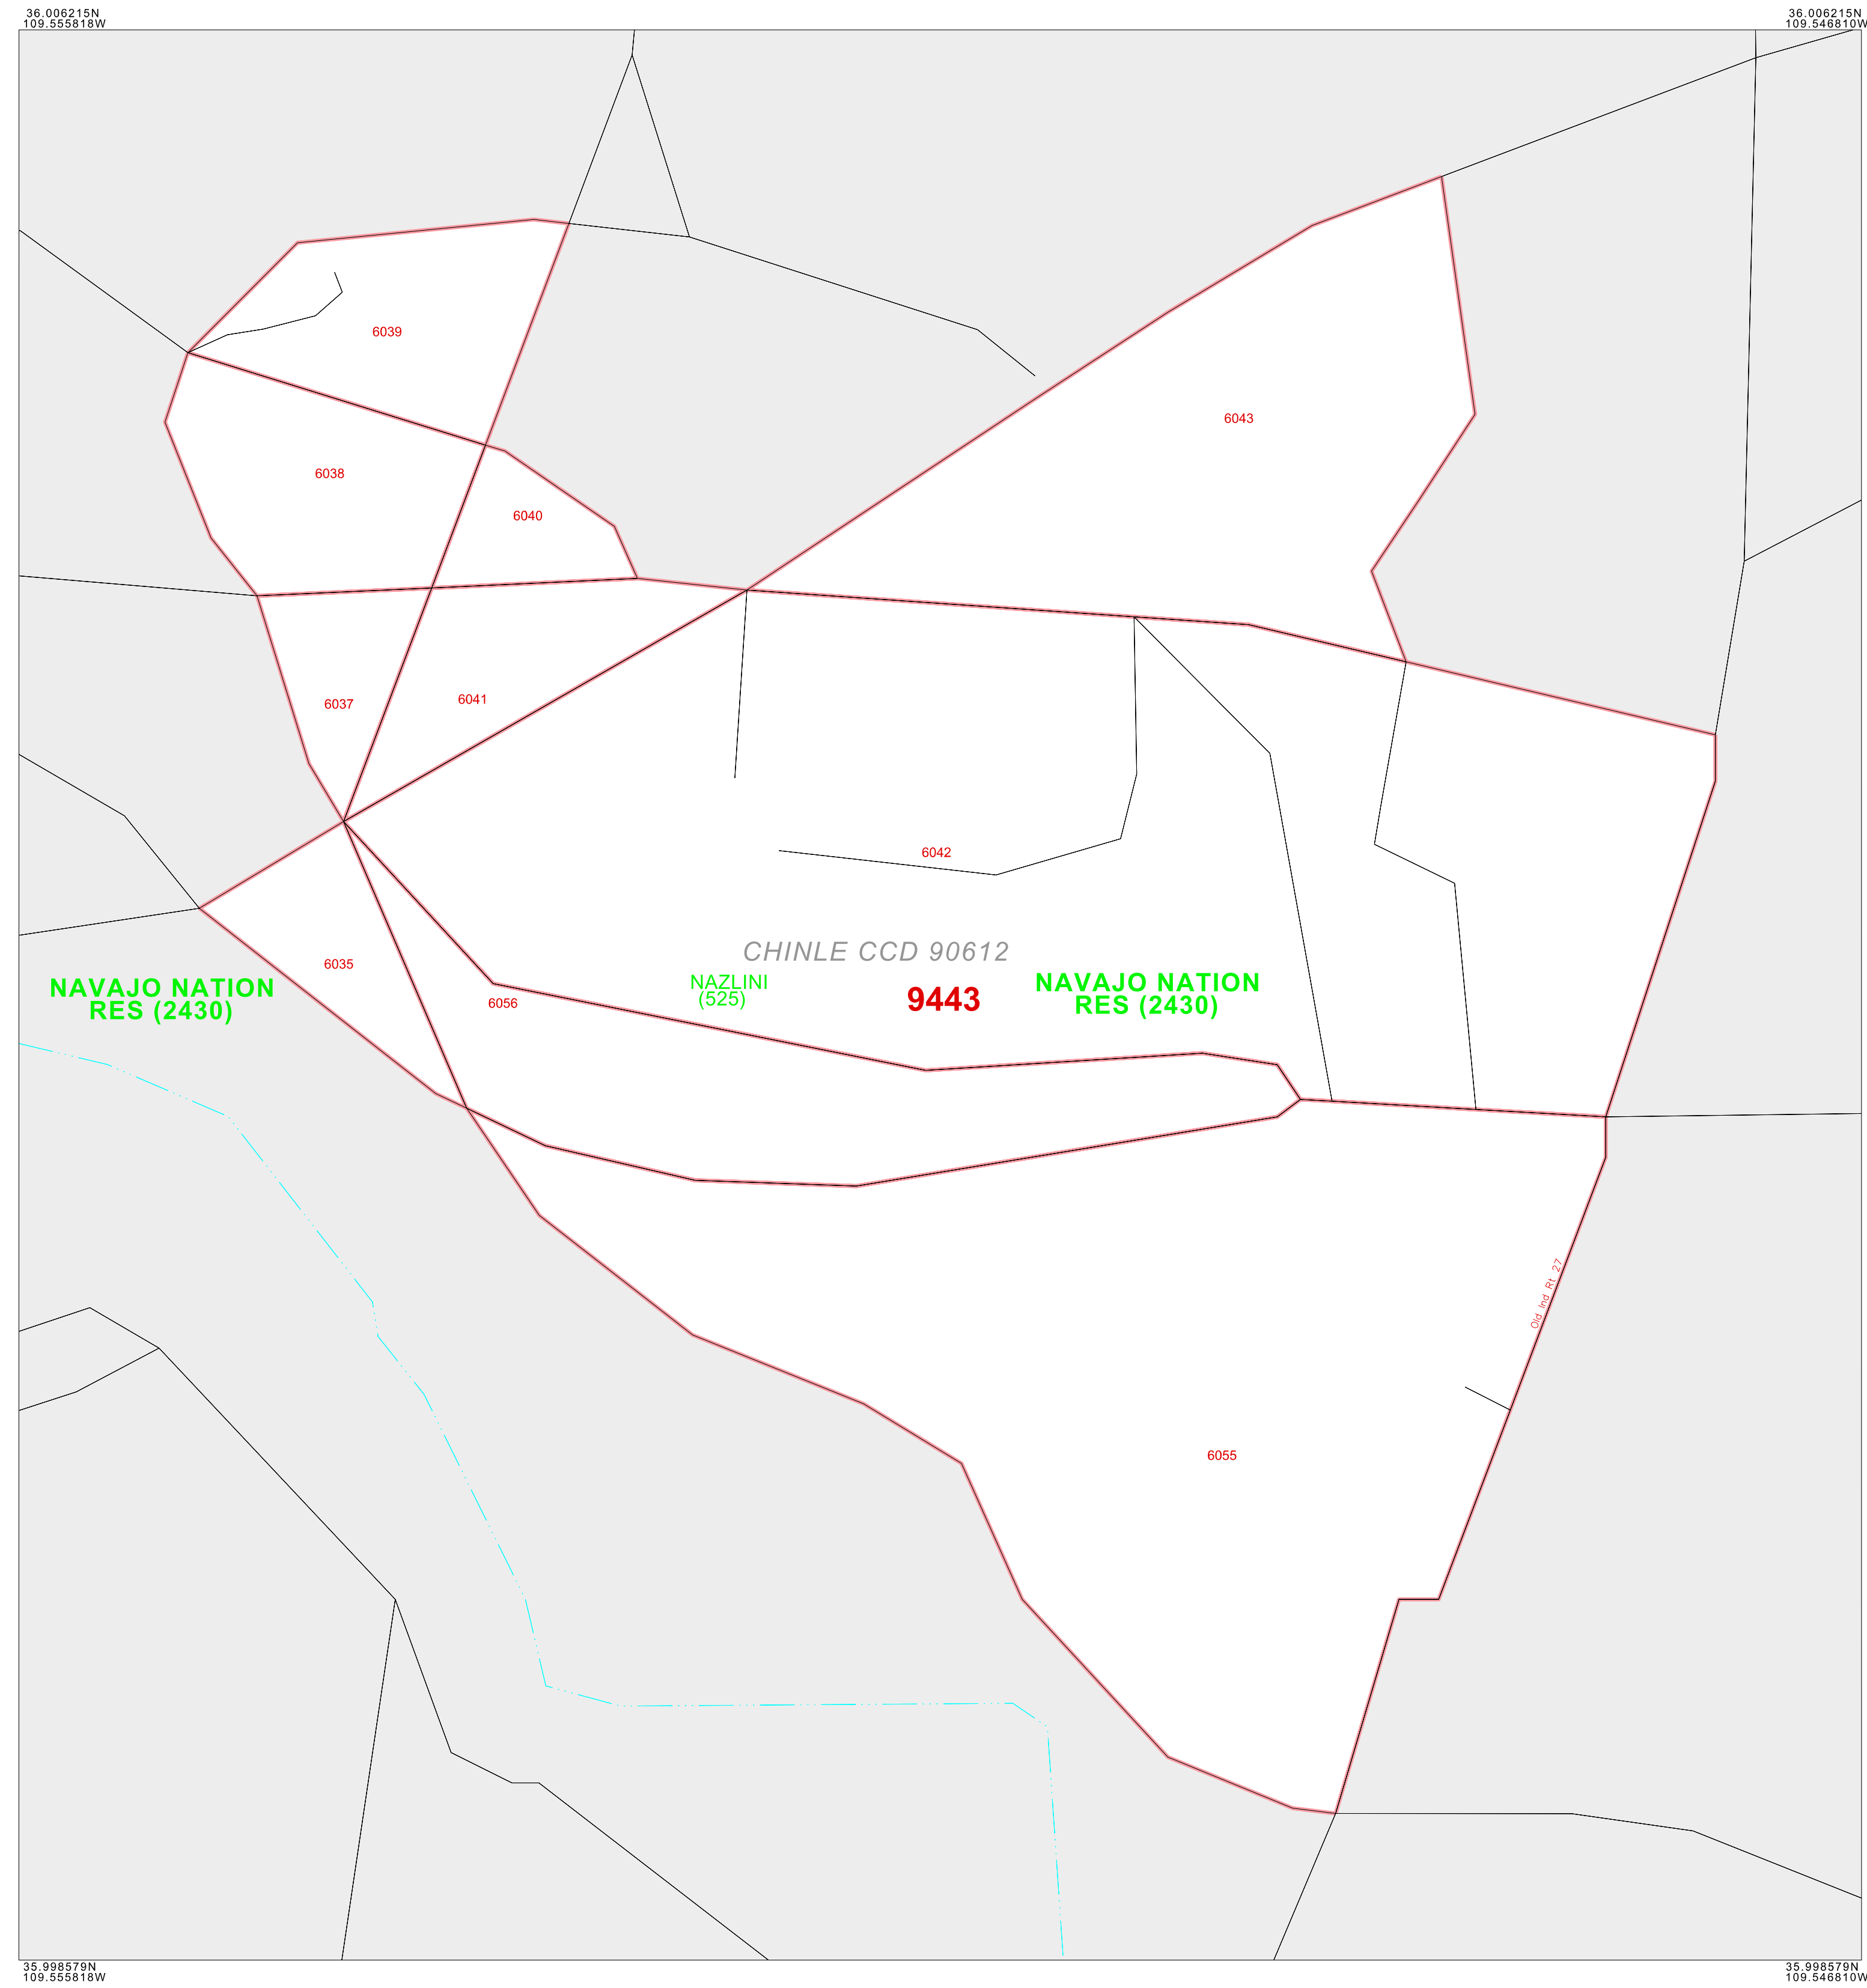 36.006215N
109.555818W
36.006215N
109.546810W
6039
6043
6038
6040
6037
6041
6042
CHINLE CCD 90612
6035
NAVAJO NATION
RES (2430)
6056
NAZLINI
(525)
9443
NAVAJO NATION
RES (2430)
Old Ind Rt 27
6055
35.998579N
109.555818W
35.998579N
109.546810W